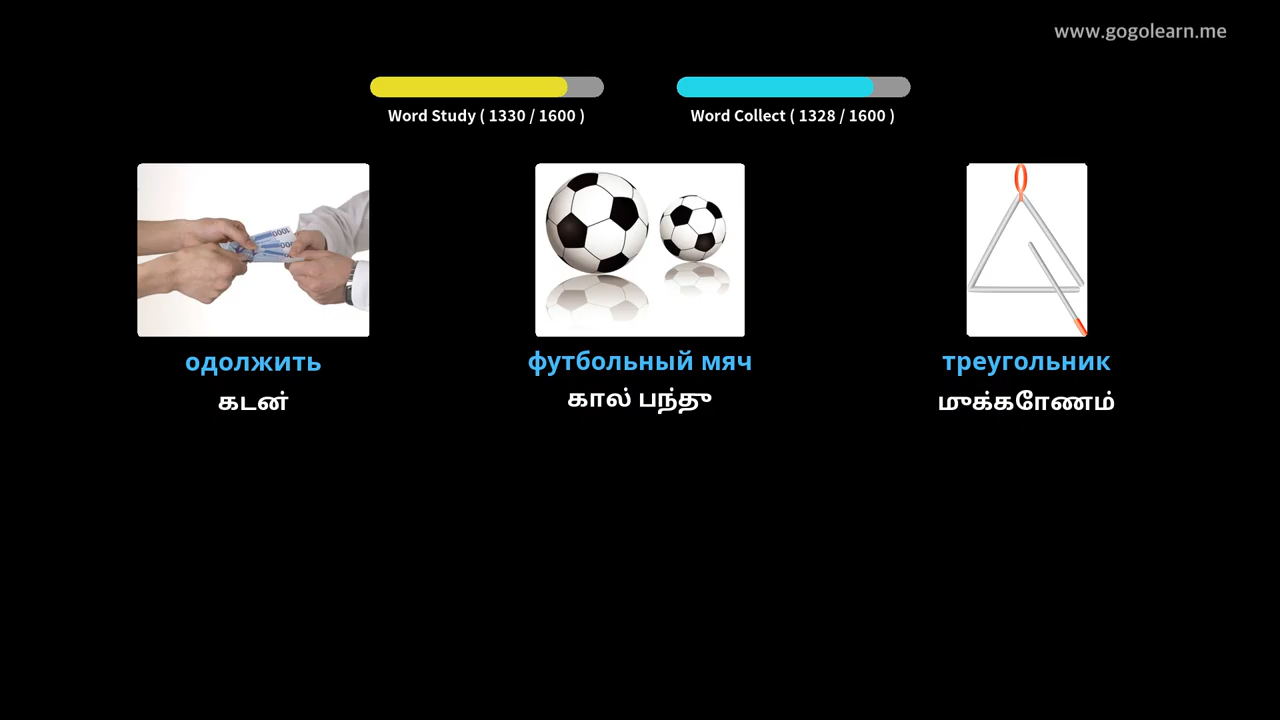 www.gogolearn.me
Word Study ( 1330 / 1600 )
Word Collect ( 1328 / 1600 )
одолжить
футбольный мяч
треугольник
கடன்
கால் பந்து
முக்கோணம்